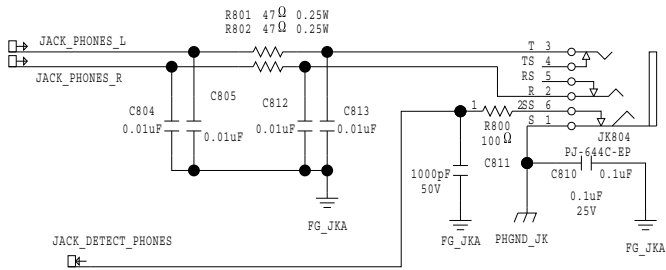 R801 47Ω 0.25W
R802 47Ω 0.25W
JACK_PHONES_L
JACK_PHONES_R
T 3
TS 4
RS 5
R 2
1 2 SS 6
S 1
C804
0.01uF
C805
0.01uF
C812
0.01uF
C813
0.01uF
R800
100Ω
JK804
PJ-644C-EP
1000pF
50V
C811
C810 0.1uF
0.1uF
25V
FG_JKA
FG_JKA
PHGND_JK
FG_JKA
JACK_DETECT_PHONES